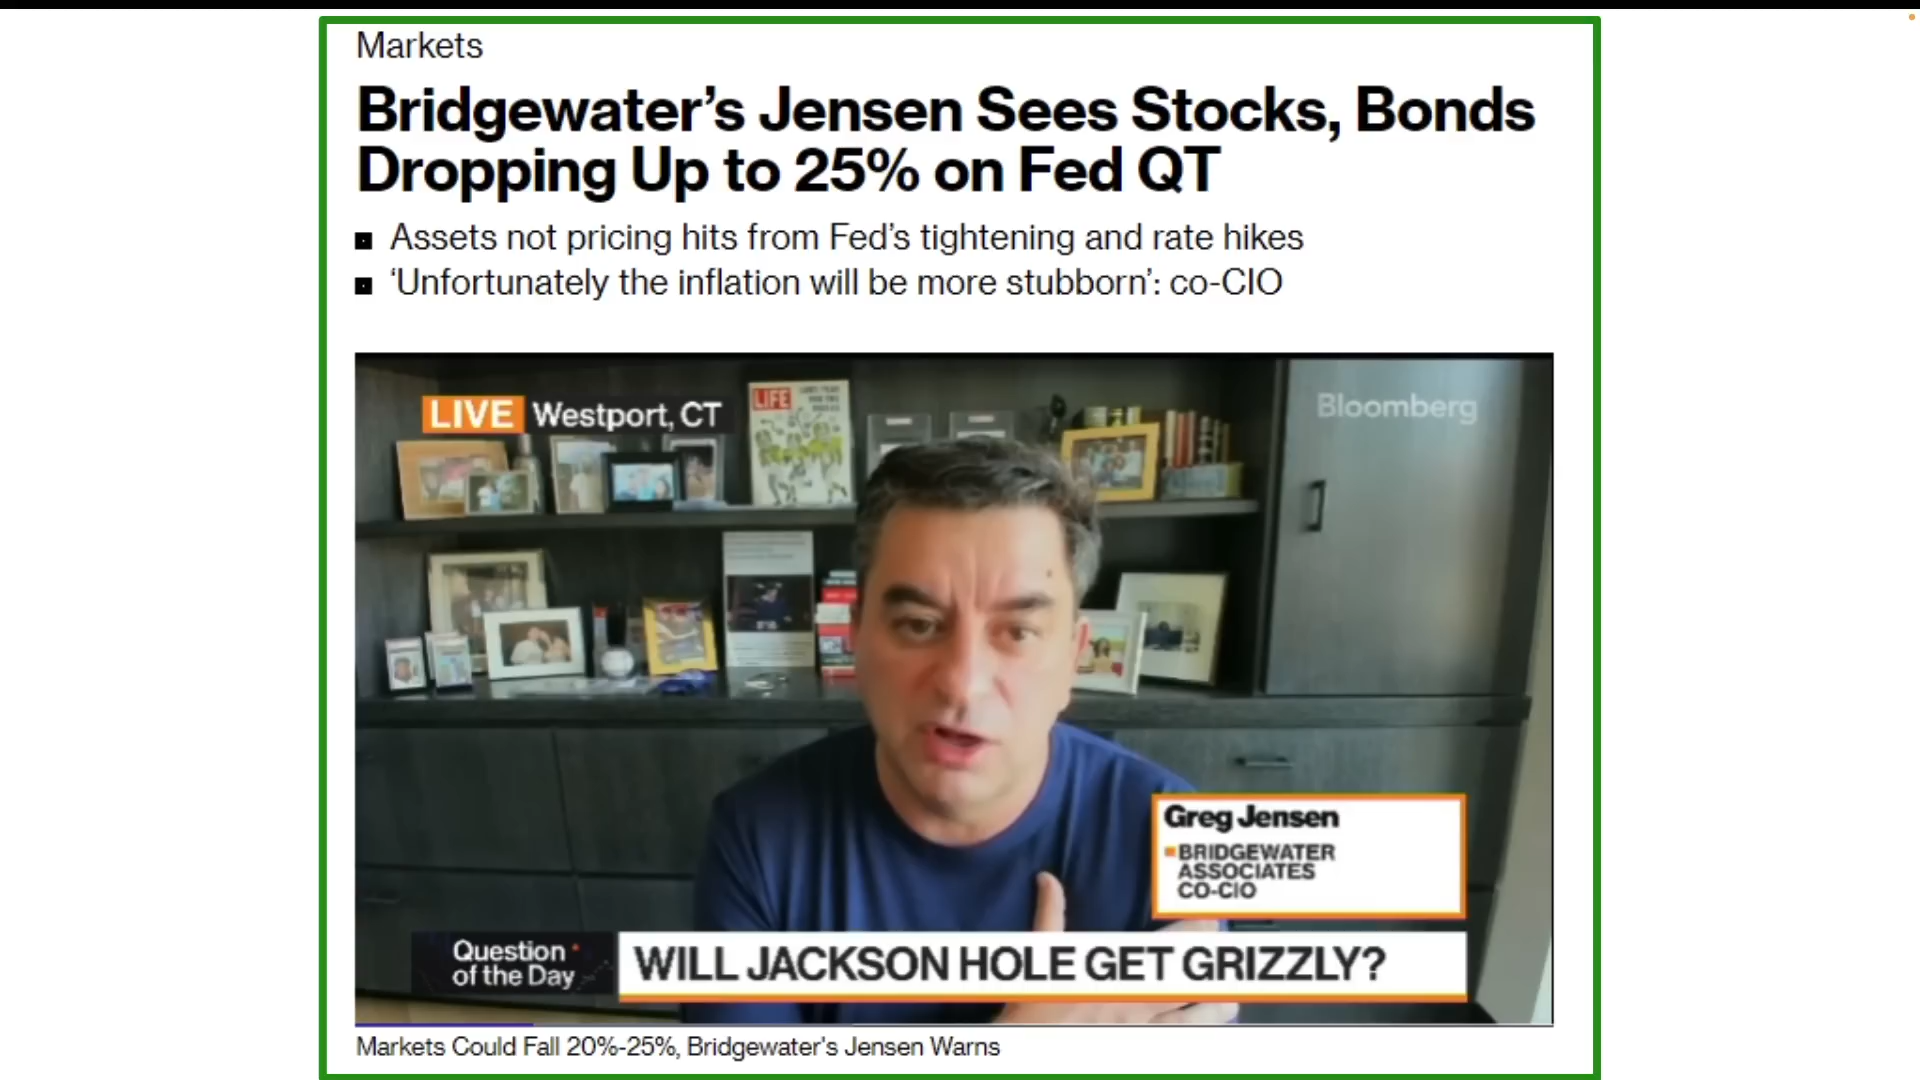 Markets
Bridgewater’s Jensen Sees Stocks, Bonds
Dropping Up to 25% on Fed QT
■ Assets not pricing hits from Fed’s tightening and rate hikes
■ ‘Unfortunately the inflation will be more stubborn’: co-CIO
LIVE Westport, CT
LIFE
Bloomberg
Greg Jensen
BRIDGEWATER
ASSOCIATES
CO-CIO
Question
of the Day
WILL JACKSON HOLE GET GRIZZLY?
Markets Could Fall 20%-25%, Bridgewater's Jensen Warns